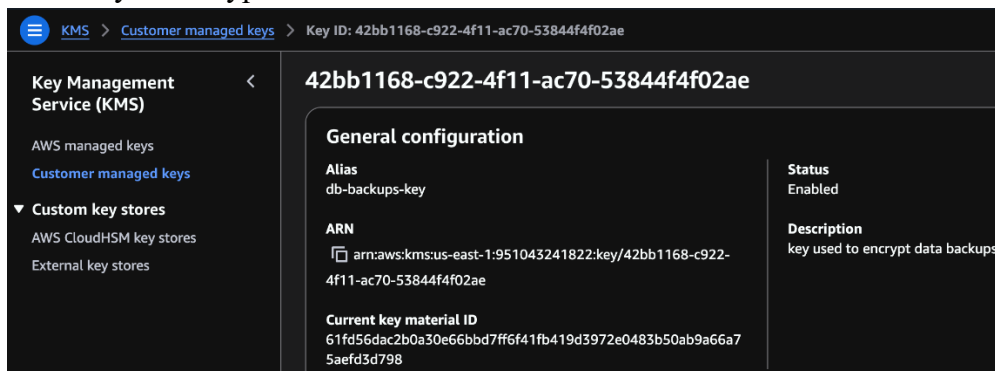 KMS > Customer managed keys > Key ID: 42bb1168-c922-4f11-ac70-53844f4f02ae
Key Management
Service (KMS)
AWS managed keys
Customer managed keys
Custom key stores
AWS CloudHSM key stores
External key stores
42bb1168-c922-4f11-ac70-53844f4f02ae
General configuration
Alias
db-backups-key
ARN
arn:aws:kms:us-east-1:951043241822:key/42bb1168-c922-
4f11-ac70-53844f4f02ae
Current key material ID
61fd56dac2b0a30e66bbd7ff6f41fb419d3972e0483b50ab9a66a7
5aefd3d798
Status
Enabled
Description
key used to encrypt data backups